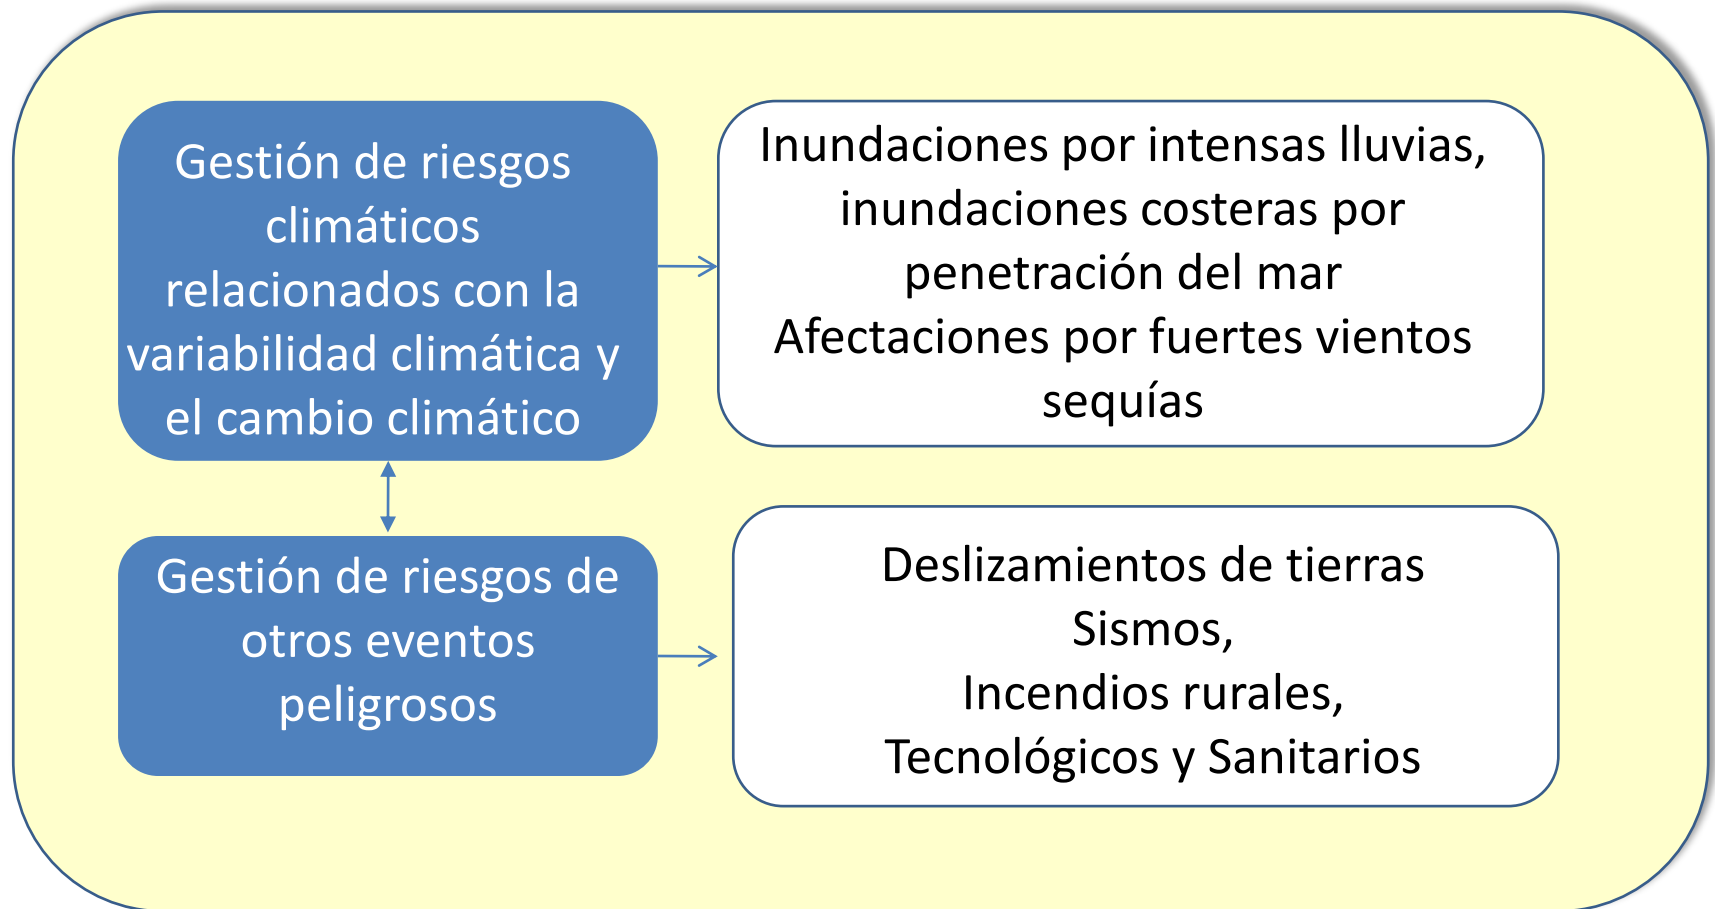 Gestión de riesgos
climáticos
relacionados con la
variabilidad climática y
el cambio climático
Inundaciones por intensas lluvias,
inundaciones costeras por
penetración del mar
Afectaciones por fuertes vientos
sequías
Gestión de riesgos de
otros eventos
peligrosos
Deslizamientos de tierras
Sismos,
Incendios rurales,
Tecnológicos y Sanitarios